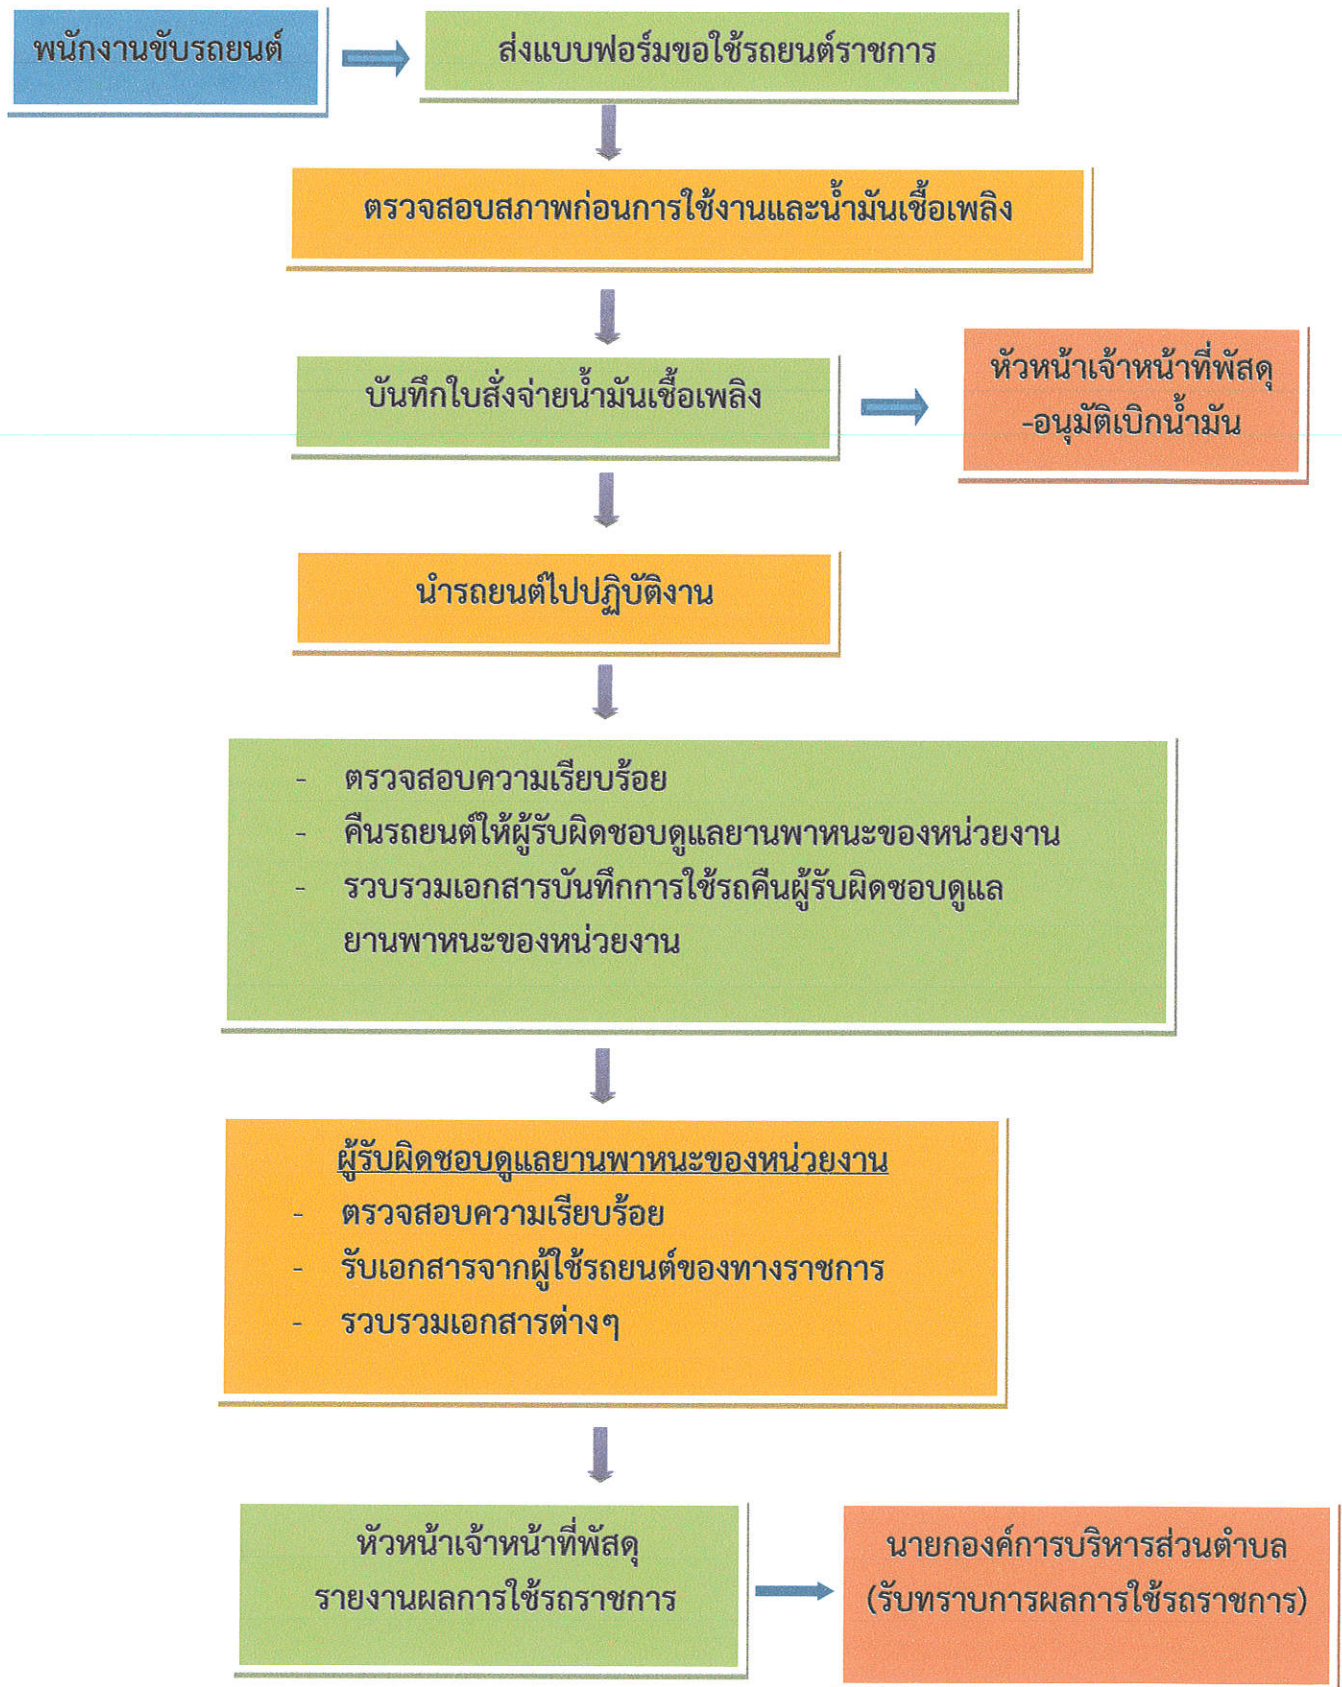 พนักงานขับรถยนต์
ส่งแบบฟอร์มขอใช้รถยนต์ราชการ
ตรวจสอบสภาพก่อนการใช้งานและน้ำมันเชื้อเพลิง
บันทึกใบสั่งจ่ายน้ำมันเชื้อเพลิง
หัวหน้าเจ้าหน้าที่พัสดุ
-อนุมัติเบิกน้ำมัน
นำรถยนต์ไปปฏิบัติงาน
- ตรวจสอบความเรียบร้อย
- คืนรถยนต์ให้ผู้รับผิดชอบดูแลยานพาหนะของหน่วยงาน
- รวบรวมเอกสารบันทึกการใช้รถคืนผู้รับผิดชอบดูแล
ยานพาหนะของหน่วยงาน
ผู้รับผิดชอบดูแลยานพาหนะของหน่วยงาน
- ตรวจสอบความเรียบร้อย
- รับเอกสารจากผู้ใช้รถยนต์ของทางราชการ
- รวบรวมเอกสารต่างๆ
หัวหน้าเจ้าหน้าที่พัสดุ
รายงานผลการใช้รถราชการ
นายกองค์การบริหารส่วนตำบล
(รับทราบการผลการใช้รถราชการ)